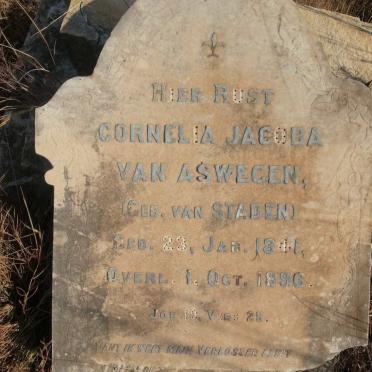 HIER RUST
CORNELIA JACOBA
VAN ASWEGEN,
(GEB. VAN STADEN)
GEB. 23, JAN. 1841,
OVERL. 1, OCT. 1896.
JOB 19, VERS 25.
WANT IK WEET MIJN VERLOSSER LEEFT